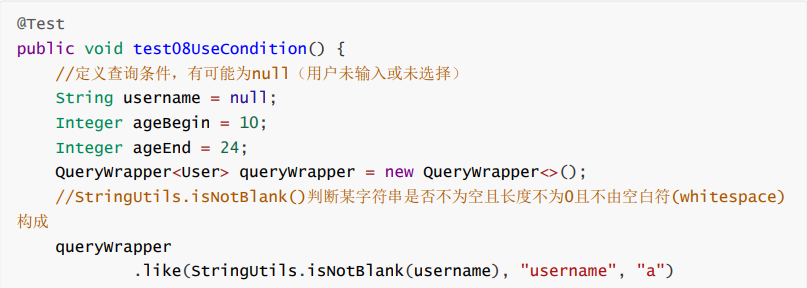 @Test
public void test08UseCondition() {
//定义查询条件，有可能为null（用户未输入或未选择）
String username = null;
Integer ageBegin = 10;
Integer ageEnd = 24;
QueryWrapper<User> queryWrapper = new QueryWrapper<>();
//StringUtils.isNotBlank()判断某字符串是否不为空且长度不为0且不由空白符(whitespace)
构成
queryWrapper
.like(StringUtils.isNotBlank(username), "username", "a")